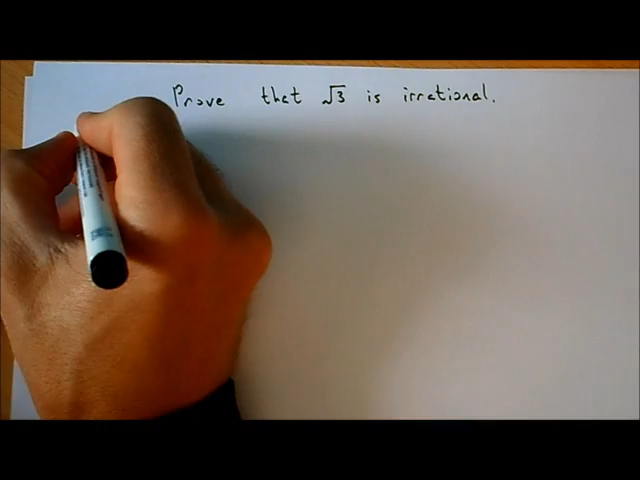 Prove that √3 is irrational.